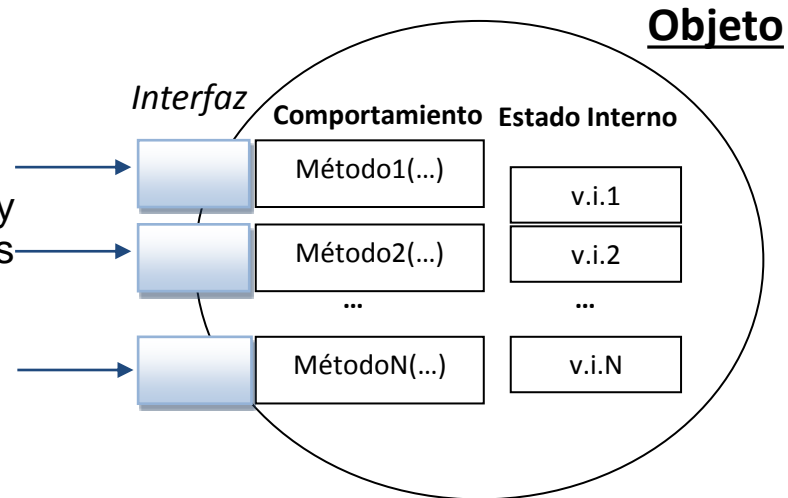 Objeto
Interfaz
Comportamiento Estado Interno
Método1(...)
v.i.1
y
s
Método2(...)
v.i.2
... ...
MétodoN(...)
v.i.N